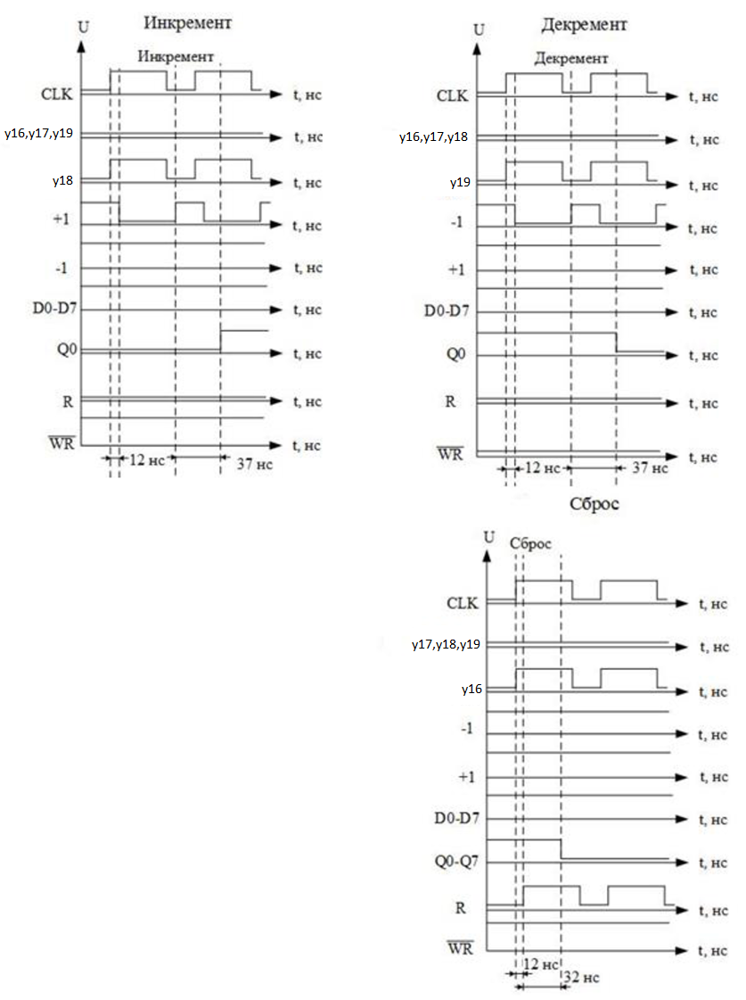 Инкремент
U
Инкремент
CLK
t, нс
y16,y17,y19
t, нс
y18
t, нс
+1
t, нс
-1
t, нс
D0-D7
t, нс
Q0
t, нс
R
t, нс
WR
t, нс
12 нс
37 нс
Декремент
U
Декремент
CLK
t, нс
y16,y17,y18
t, нс
y19
t, нс
-1
t, нс
+1
t, нс
D0-D7
t, нс
Q0
t, нс
R
t, нс
WR
t, нс
12 нс
37 нс
Сброс
U
Сброс
CLK
t, нс
y17,y18,y19
t, нс
y16
t, нс
-1
t, нс
+1
t, нс
D0-D7
t, нс
Q0-Q7
t, нс
R
t, нс
WR
t, нс
12 нс
32 нс